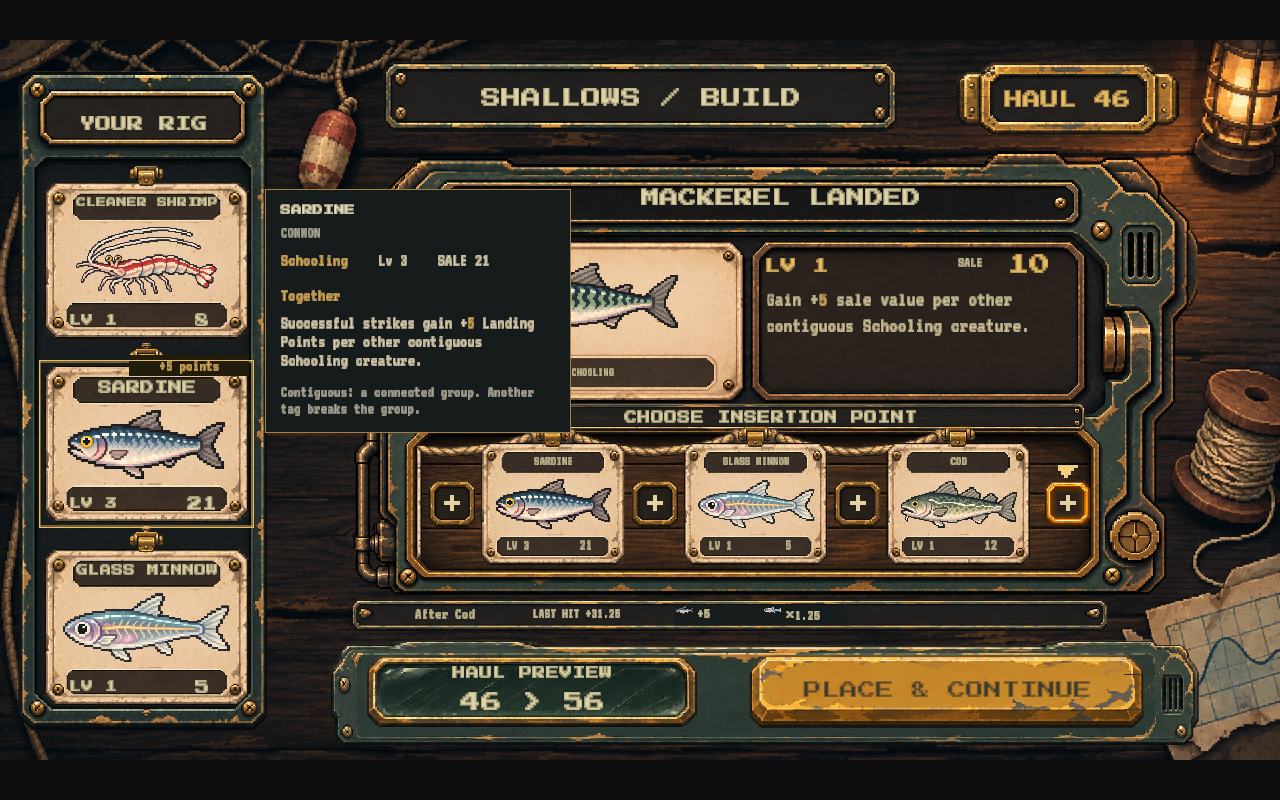 YOUR RIG
SHALLOWS / BUILD
HAUL 46
CLEANER SHRIMP
LV 1 8
+5 points
SARDINE
LV 3 21
GLASS MINNOW
LV 1 5
SARDINE
COMMON
Schooling Lv 3 SALE 21
Together
Successful strikes gain +5 Landing
Points per other contiguous
Schooling creature.
Contiguous: a connected group. Another
tag breaks the group.
MACKEREL LANDED
CHOOLING
LV 1 SALE 10
Gain +5 sale value per other
contiguous Schooling creature.
CHOOSE INSERTION POINT
+
SARDINE
LV 3 21
+
GLASS MINNOW
LV 1 5
+
COD
LV 1 12
+
After Cod LAST HIT +31.25 +5 ×1.25
HAUL PREVIEW
46 > 56
PLACE & CONTINUE